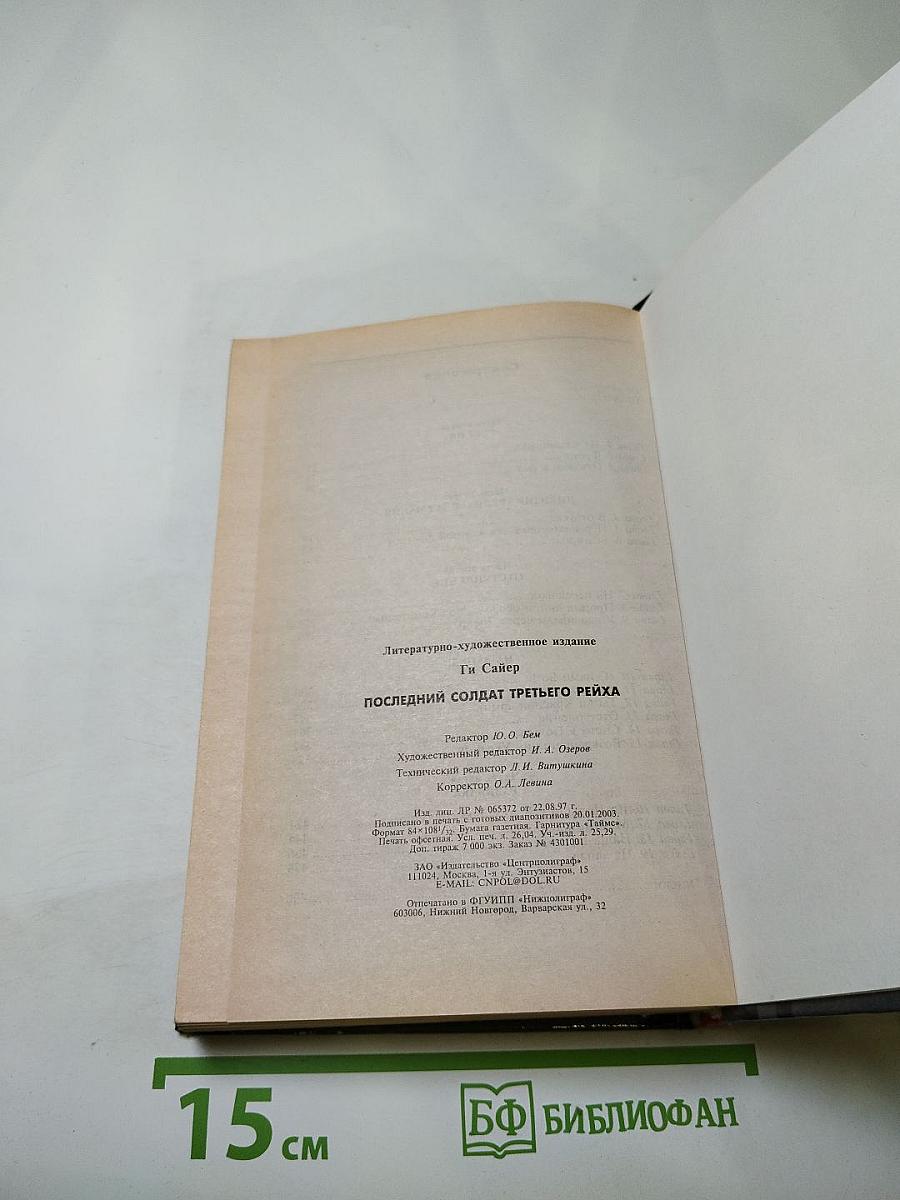 Литературно-художественное издание
Ги Сайер
ПОСЛЕДНИЙ СОЛДАТ ТРЕТЬЕГО РЕЙХА
Редактор Ю.О. Бем
Художественный редактор И.А. Озеров
Технический редактор Л.И. Витушкина
Корректор О.А. Левина
Изд. лиц. ЛР № 065372 от 22.08.97 г.
Подписано в печать с готовых диапозитивов 20.01.2003.
Формат 84×108¹/₃₂. Бумага газетная. Гарнитура «Таймс».
Печать офсетная. Усл. печ. л. 26,04. Уч.-изд. л. 25,29.
Доп. тираж 7 000 экз. Заказ № 4301001
ЗАО «Издательство «Центрполиграф»
111024, Москва, 1-я ул. Энтузиастов, 15
E-MAIL: CNPOL@DOL.RU
Отпечатано в ФГУИПП «Нижполиграф»
603006, Нижний Новгород, Варварская ул., 32
15 см
БФ БИБЛИОФАН